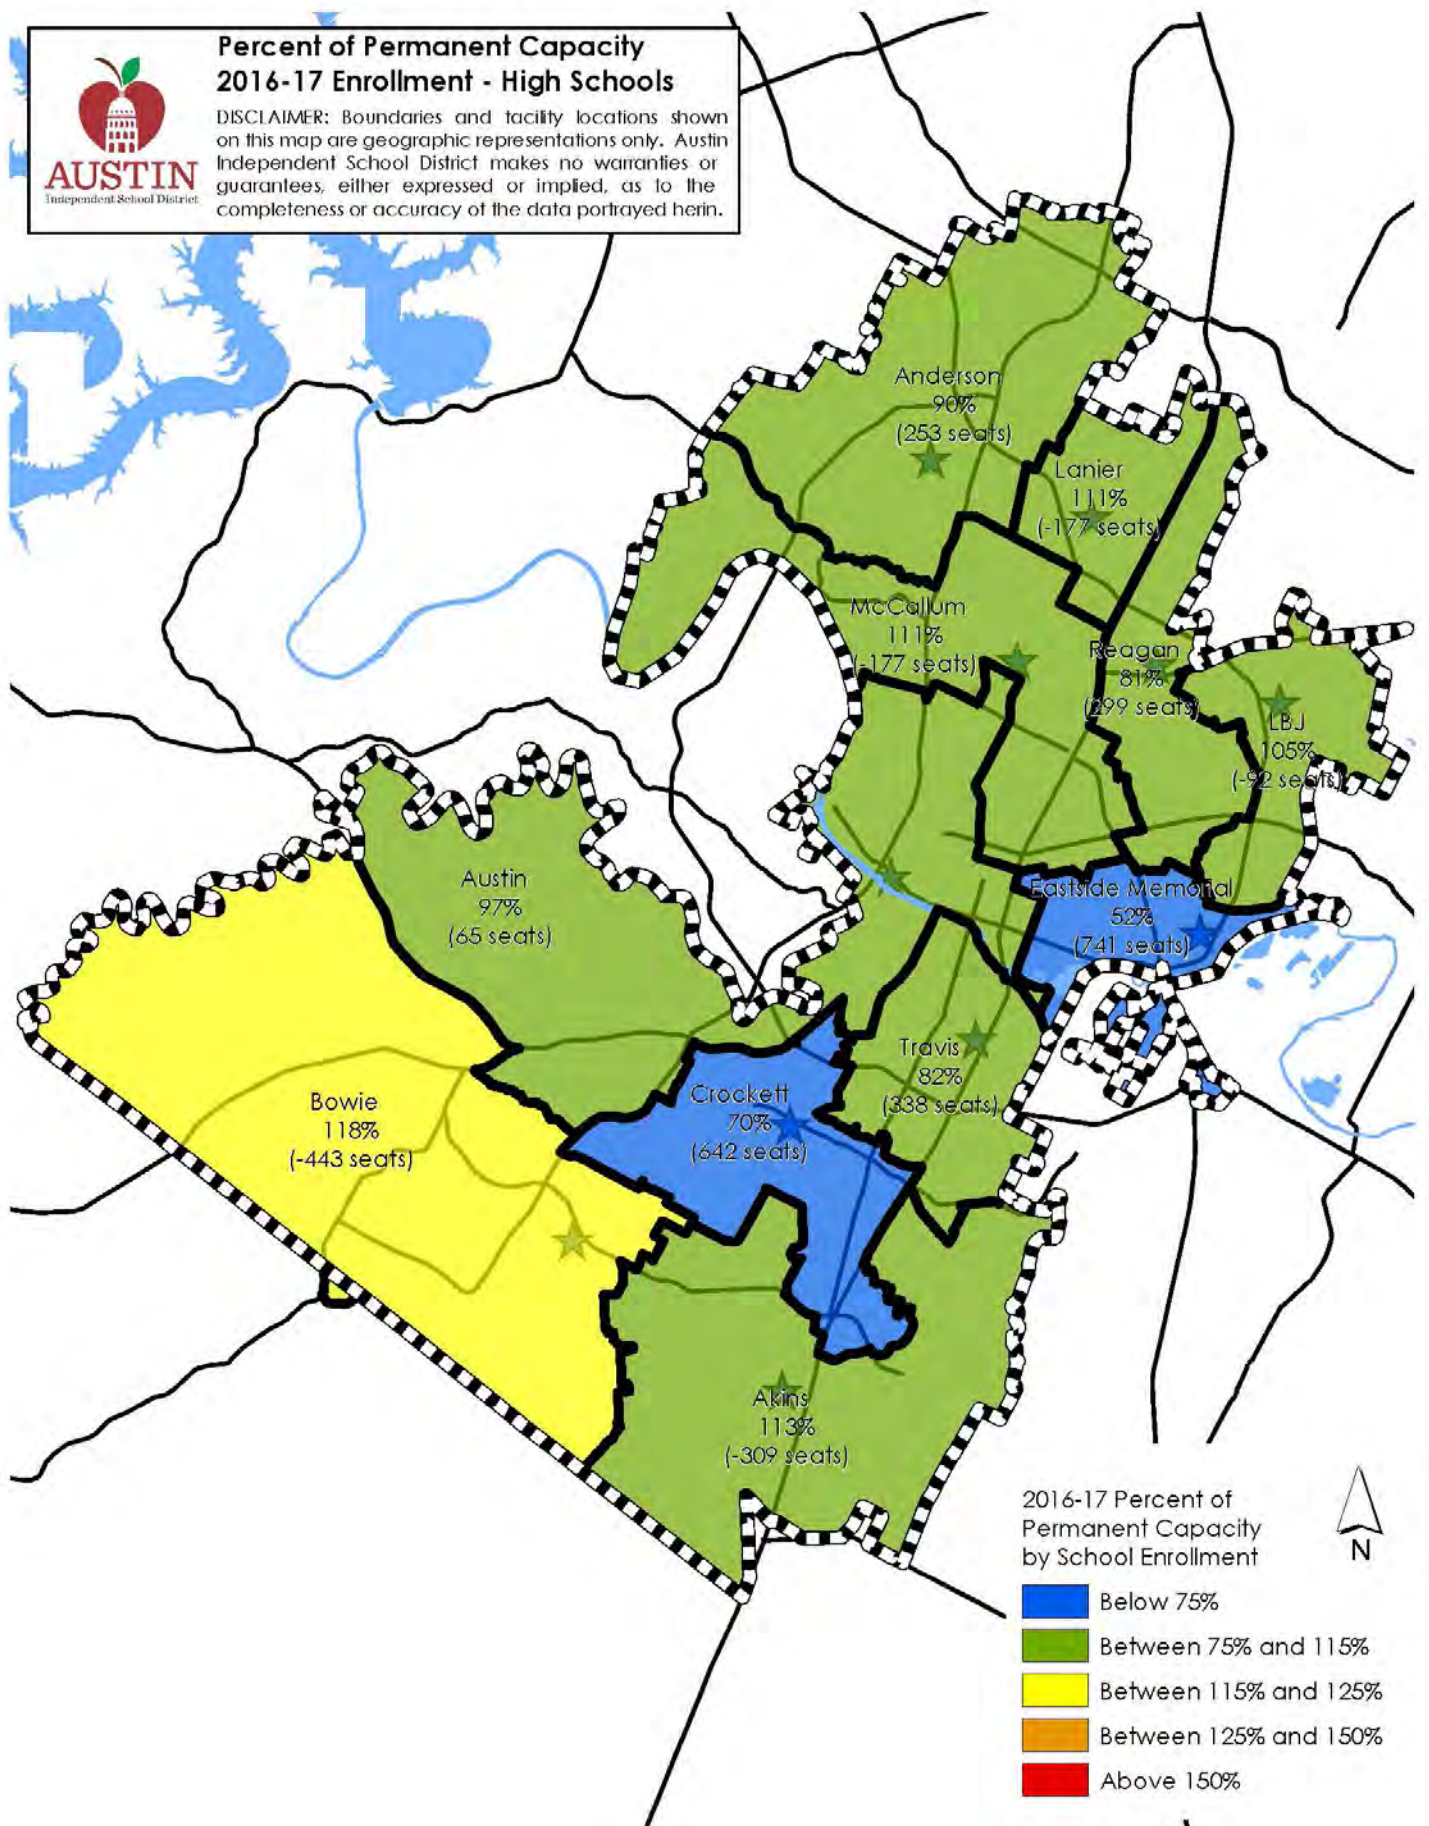 Percent of Permanent Capacity
2016-17 Enrollment - High Schools
DISCLAIMER: Boundaries and facility locations shown
on this map are geographic representations only. Austin
Independent School District makes no warranties or
guarantees, either expressed or implied, as to the
completeness or accuracy of the data portrayed herin.
AUSTIN
Independent School District
Anderson
90%
(253 seats)
Lanier
111%
(-177 seats)
McCallum
111%
(-177 seats)
Reagan
81%
(299 seats)
LBJ
105%
(-92 seats)
Austin
97%
(65 seats)
Eastside Memorial
52%
(741 seats)
Travis
82%
(338 seats)
Crockett
70%
(642 seats)
Bowie
118%
(-443 seats)
Akins
113%
(-309 seats)
2016-17 Percent of
Permanent Capacity
by School Enrollment
N
Below 75%
Between 75% and 115%
Between 115% and 125%
Between 125% and 150%
Above 150%